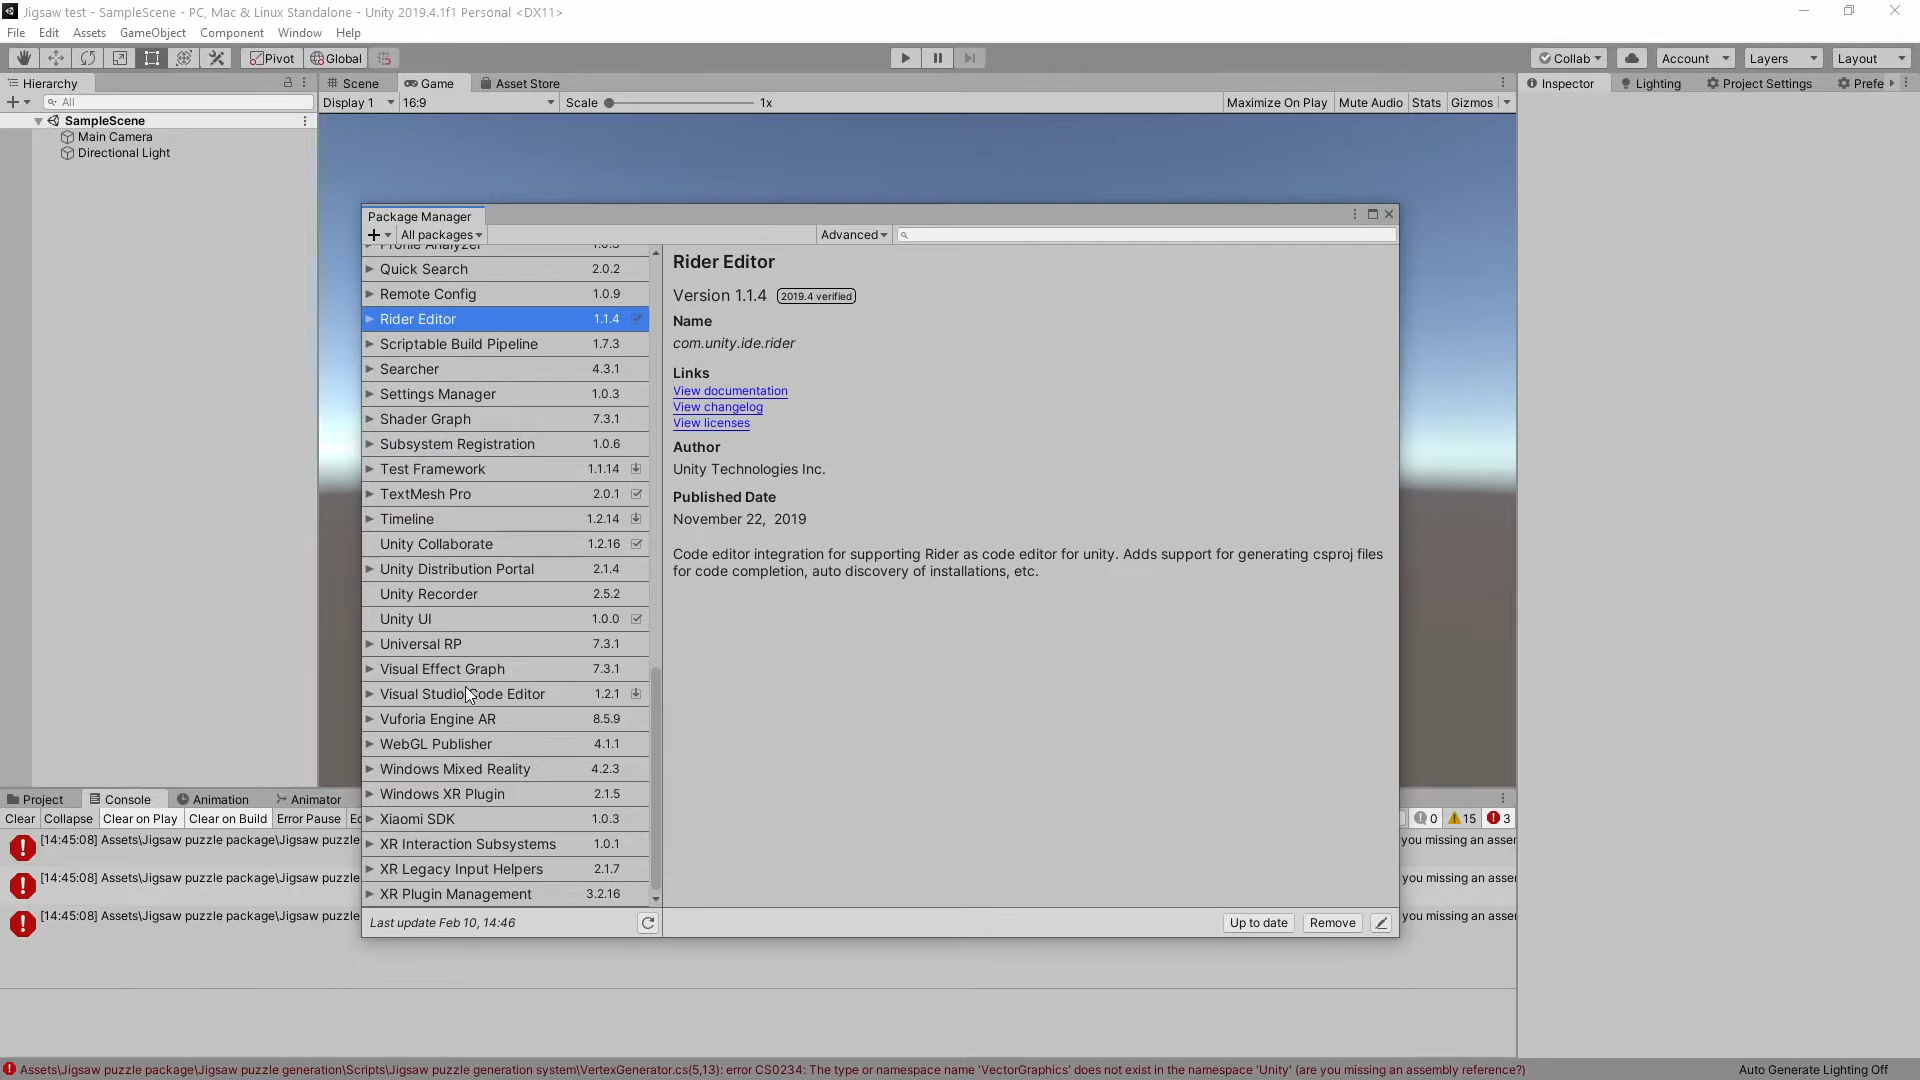 Jigsaw test - SampleScene - PC, Mac & Linux Standalone - Unity 2019.4.1f1 Personal <DX11>
File Edit Assets GameObject Component Window Help
Pivot Global Collab Account Layers Layout
Hierarchy Scene Game Asset Store Inspector Lighting Project Settings Prefe
All Display 1 16:9 Scale 1x Maximize On Play Mute Audio Stats Gizmos
SampleScene
Main Camera
Directional Light
Package Manager
All packages Advanced
Quick Search 2.0.2
Remote Config 1.0.9
Rider Editor 1.1.4
Scriptable Build Pipeline 1.7.3
Searcher 4.3.1
Settings Manager 1.0.3
Shader Graph 7.3.1
Subsystem Registration 1.0.6
Test Framework 1.1.14
TextMesh Pro 2.0.1
Timeline 1.2.14
Unity Collaborate 1.2.16
Unity Distribution Portal 2.1.4
Unity Recorder 2.5.2
Unity UI 1.0.0
Universal RP 7.3.1
Visual Effect Graph 7.3.1
Visual Studio Code Editor 1.2.1
Vuforia Engine AR 8.5.9
WebGL Publisher 4.1.1
Windows Mixed Reality 4.2.3
Windows XR Plugin 2.1.5
Xiaomi SDK 1.0.3
XR Interaction Subsystems 1.0.1
XR Legacy Input Helpers 2.1.7
XR Plugin Management 3.2.16
Last update Feb 10, 14:46
Rider Editor
Version 1.1.4 2019.4 verified
Name
com.unity.ide.rider
Links
View documentation
View changelog
View licenses
Author
Unity Technologies Inc.
Published Date
November 22, 2019
Code editor integration for supporting Rider as code editor for unity. Adds support for generating csproj files
for code completion, auto discovery of installations, etc.
Up to date Remove
Project Console Animation Animator
Clear Collapse Clear on Play Clear on Build Error Pause 0 15 3
[14:45:08] Assets\Jigsaw puzzle package\Jigsaw puzzle you missing an asser
[14:45:08] Assets\Jigsaw puzzle package\Jigsaw puzzle you missing an asser
[14:45:08] Assets\Jigsaw puzzle package\Jigsaw puzzle you missing an asser
Assets\Jigsaw puzzle package\Jigsaw puzzle generation\Scripts\Jigsaw puzzle generation system\VertexGenerator.cs(5,13): error CS0234: The type or namespace name 'VectorGraphics' does not exist in the namespace 'Unity' (are you missing an assembly reference?)
Auto Generate Lighting Off